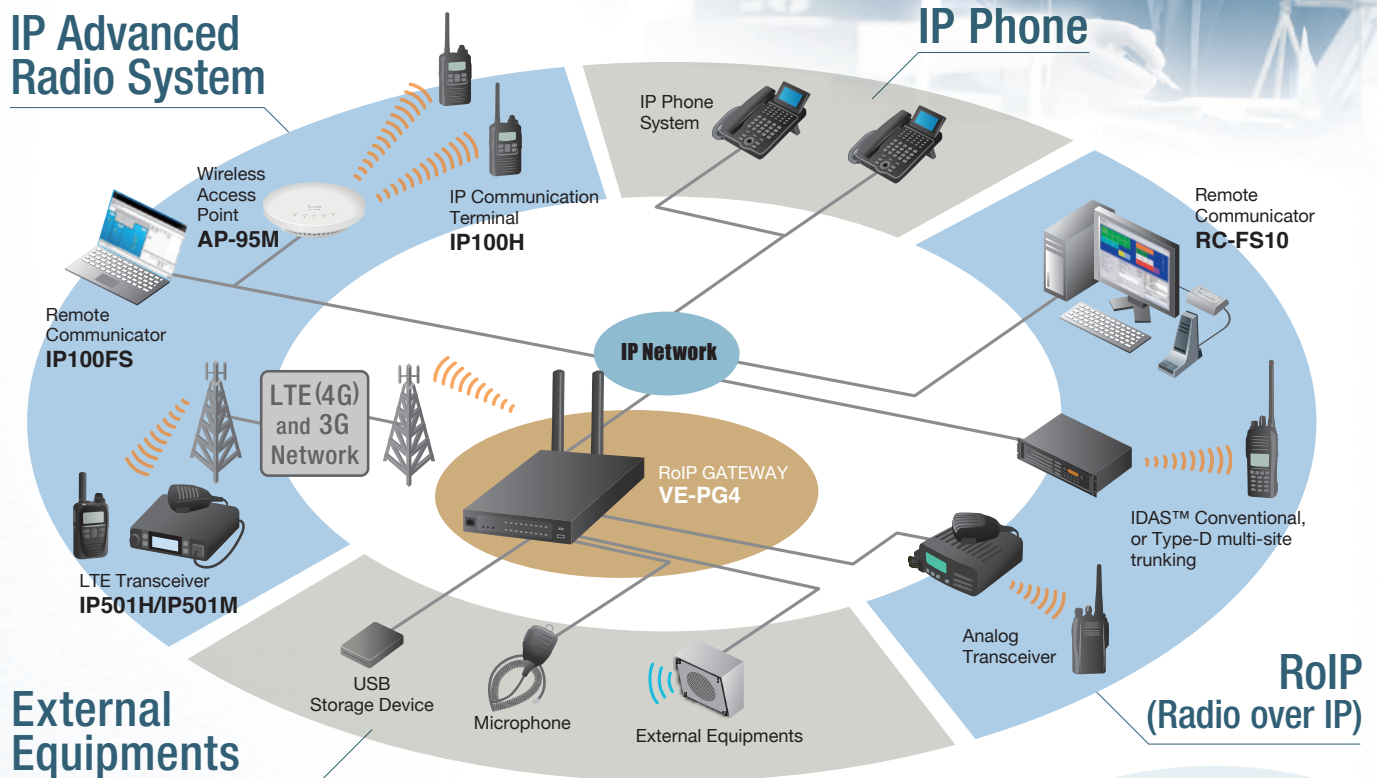 IP Advanced
Radio System
IP Phone
IP Phone
System
Wireless
Access
Point
AP-95M
IP Communication
Terminal
IP100H
Remote
Communicator
RC-FS10
Remote
Communicator
IP100FS
IP Network
LTE(4G)
and 3G
Network
RoIP GATEWAY
VE-PG4
IDAS™ Conventional,
or Type-D multi-site
trunking
LTE Transceiver
IP501H/IP501M
Analog
Transceiver
USB
Storage Device
Microphone
External Equipments
RoIP
(Radio over IP)
External
Equipments